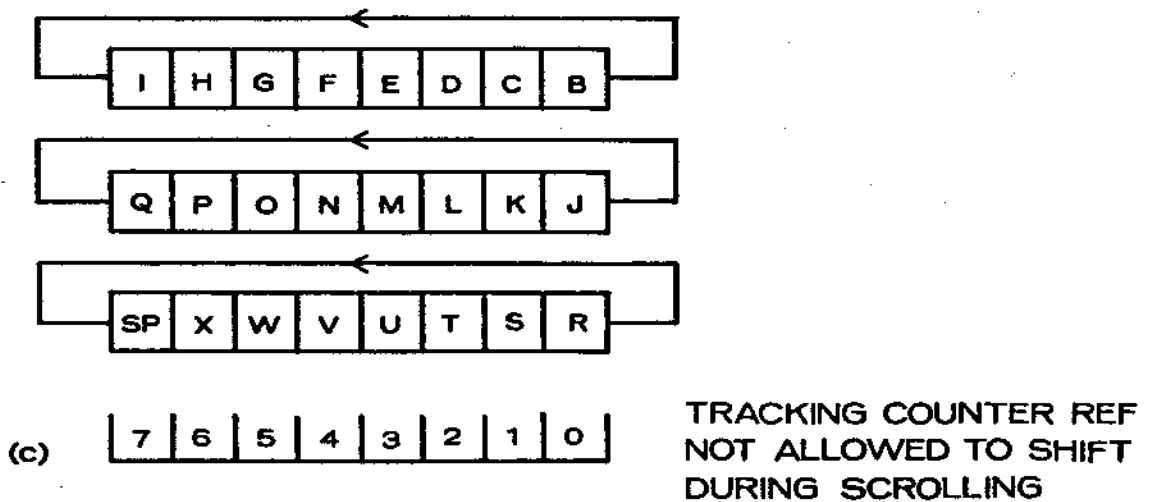 I H G F E D C B
Q P O N M L K J
SP X W V U T S R
(c) 7 6 5 4 3 2 1 0
TRACKING COUNTER REF
NOT ALLOWED TO SHIFT
DURING SCROLLING